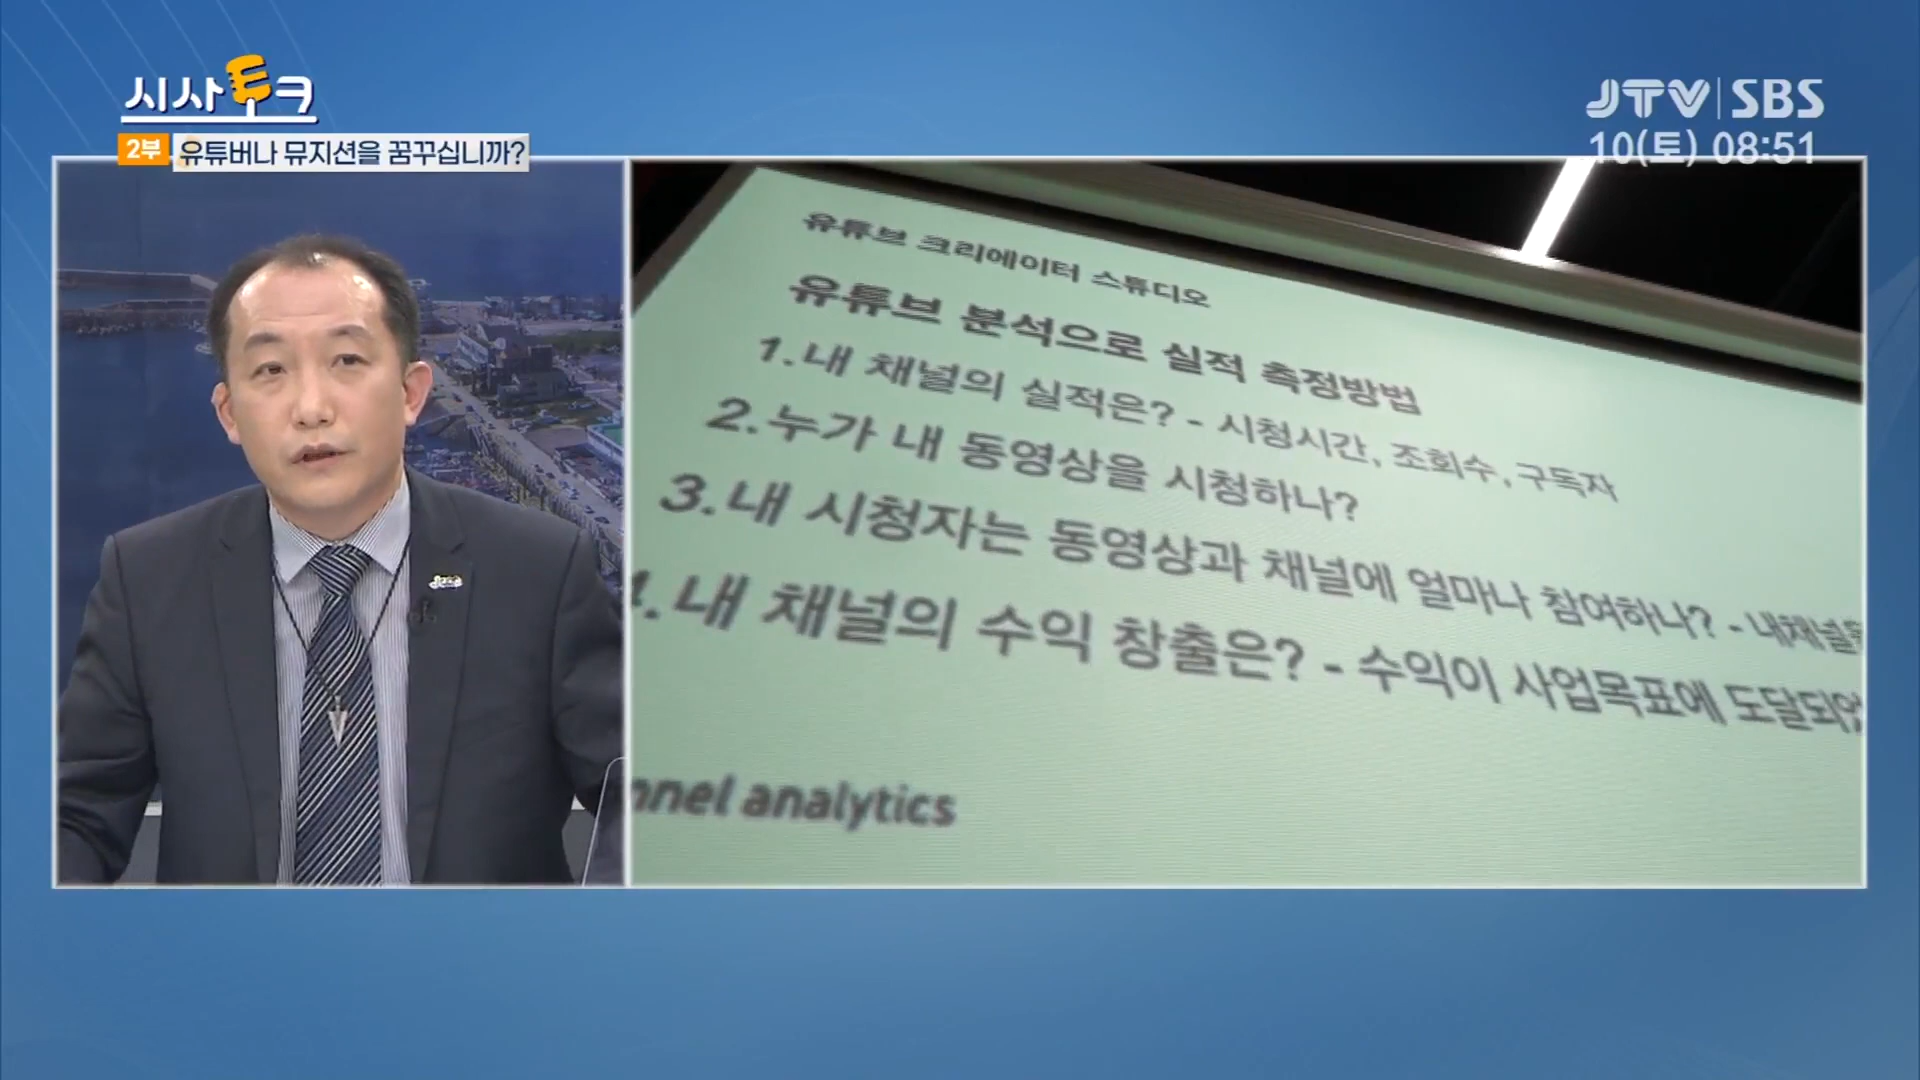 시사토크
2부 유튜버나 뮤지션을 꿈꾸십니까?
JTV SBS
10(토) 08:51
유튜브 크리에이터 스튜디오
유튜브 분석으로 실적 측정방법
1.내 채널의 실적은? - 시청시간, 조회수, 구독자
2.누가 내 동영상을 시청하나?
3.내 시청자는 동영상과 채널에 얼마나 참여하나? - 내채널
4.내 채널의 수익 창출은? - 수익이 사업목표에 도달되었
analytics